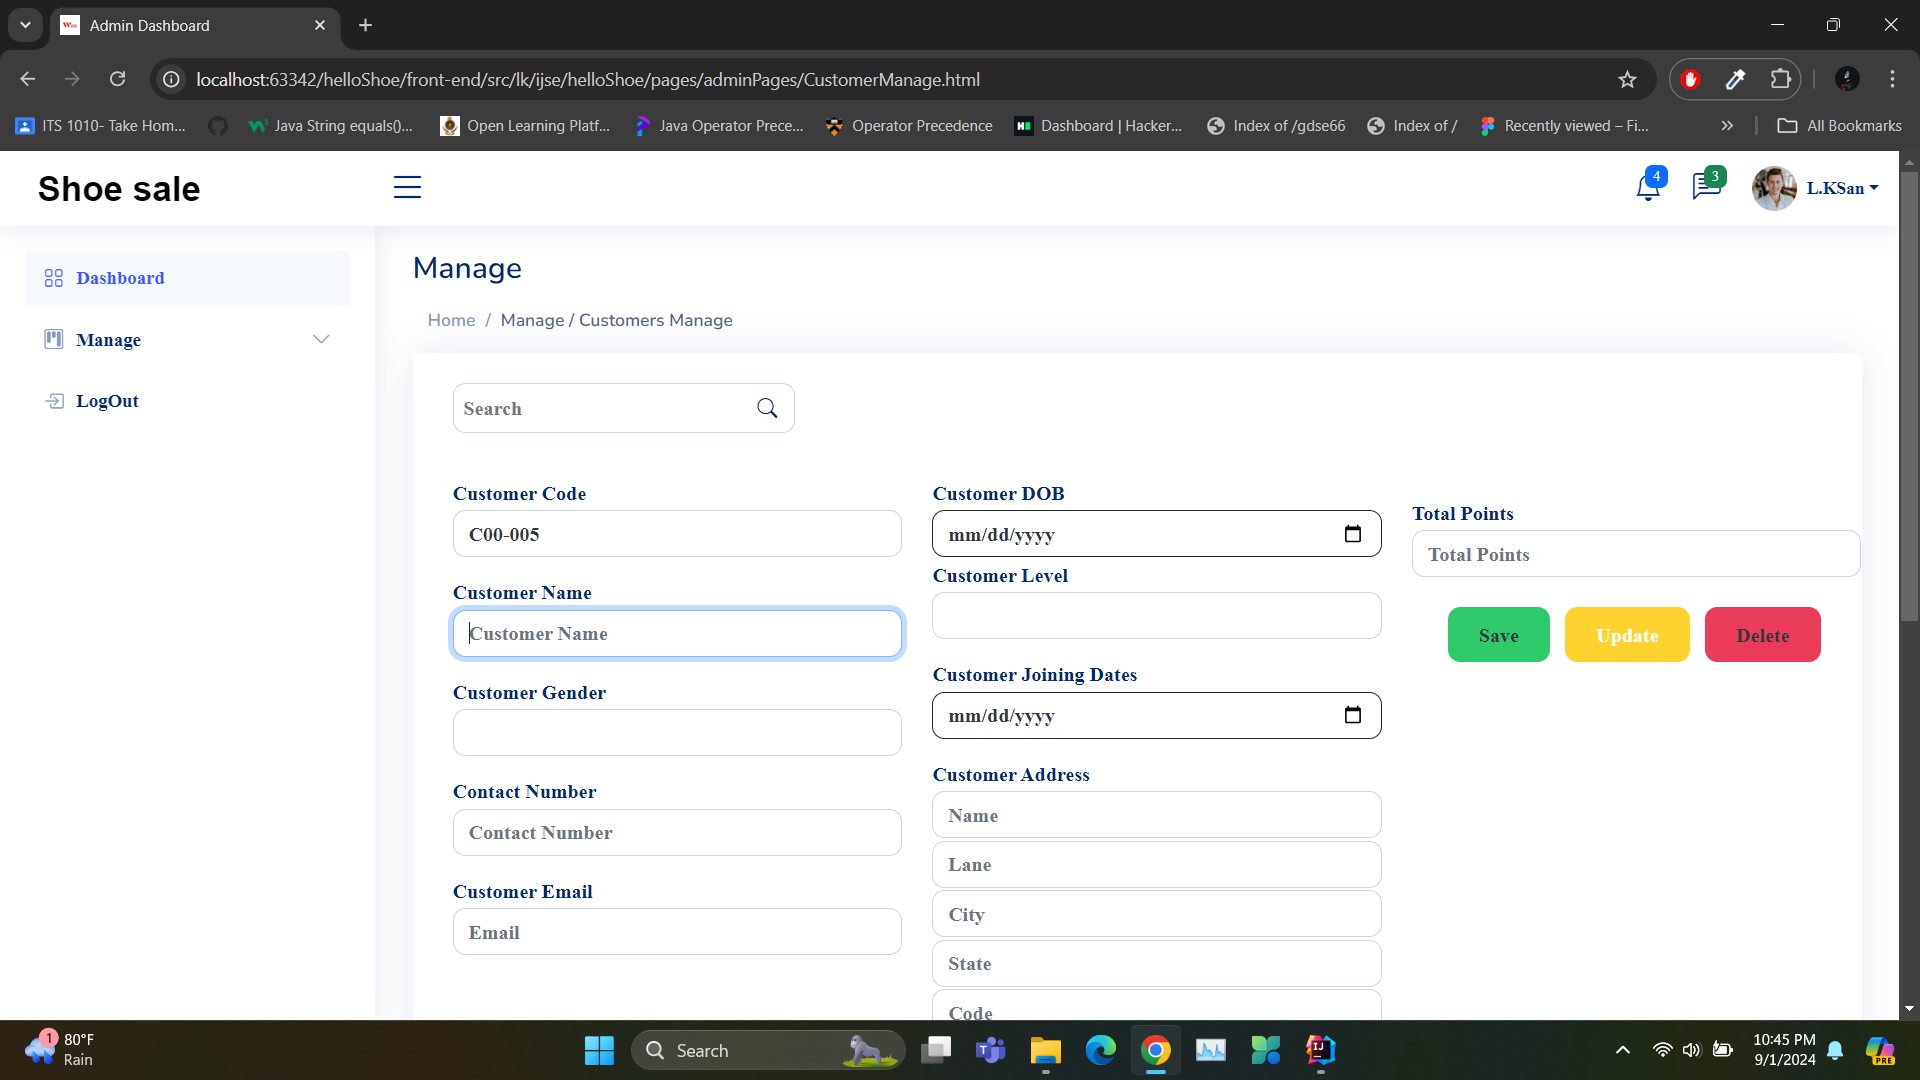 Admin Dashboard
localhost:63342/helloShoe/front-end/src/lk/ijse/helloShoe/pages/adminPages/CustomerManage.html
ITS 1010- Take Hom...
Java String equals()...
Open Learning Platf...
Java Operator Prece...
Operator Precedence
Dashboard | Hacker...
Index of /gdse66
Index of /
Recently viewed – Fi...
All Bookmarks
Shoe sale
4
3
L.KSan
Dashboard
Manage
LogOut
Manage
Home / Manage / Customers Manage
Search
Customer Code
C00-005
Customer Name
Customer Name
Customer Gender
Contact Number
Contact Number
Customer Email
Email
Customer DOB
mm/dd/yyyy
Customer Level
Customer Joining Dates
mm/dd/yyyy
Customer Address
Name
Lane
City
State
Code
Total Points
Total Points
Save
Update
Delete
1
80°F
Rain
Search
10:45 PM
9/1/2024
PRE